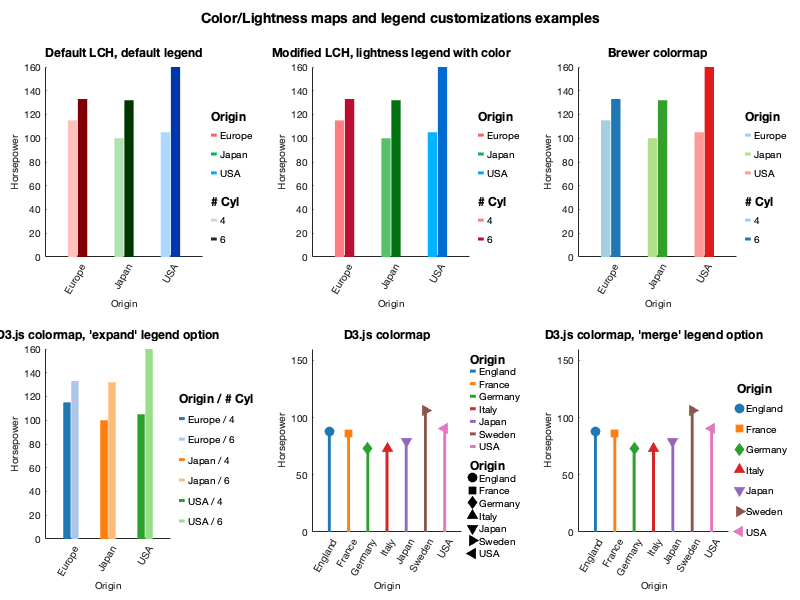 Color/Lightness maps and legend customizations examples
Default LCH, default legend
160
140
120
100
80
60
40
20
0
Horsepower
Europe
Japan
USA
Origin
Origin
Europe
Japan
USA
# Cyl
4
6
Modified LCH, lightness legend with color
160
140
120
100
80
60
40
20
0
Horsepower
Europe
Japan
USA
Origin
Origin
Europe
Japan
USA
# Cyl
4
6
Brewer colormap
160
140
120
100
80
60
40
20
0
Horsepower
Europe
Japan
USA
Origin
Origin
Europe
Japan
USA
# Cyl
4
6
D3.js colormap, 'expand' legend option
160
140
120
100
80
60
40
20
0
Horsepower
Europe
Japan
USA
Origin
Origin / # Cyl
Europe / 4
Europe / 6
Japan / 4
Japan / 6
USA / 4
USA / 6
D3.js colormap
150
100
50
0
Horsepower
England
France
Germany
Italy
Japan
Sweden
USA
Origin
Origin
England
France
Germany
Italy
Japan
Sweden
USA
Origin
England
France
Germany
Italy
Japan
Sweden
USA
D3.js colormap, 'merge' legend option
150
100
50
0
Horsepower
England
France
Germany
Italy
Japan
Sweden
USA
Origin
Origin
England
France
Germany
Italy
Japan
Sweden
USA